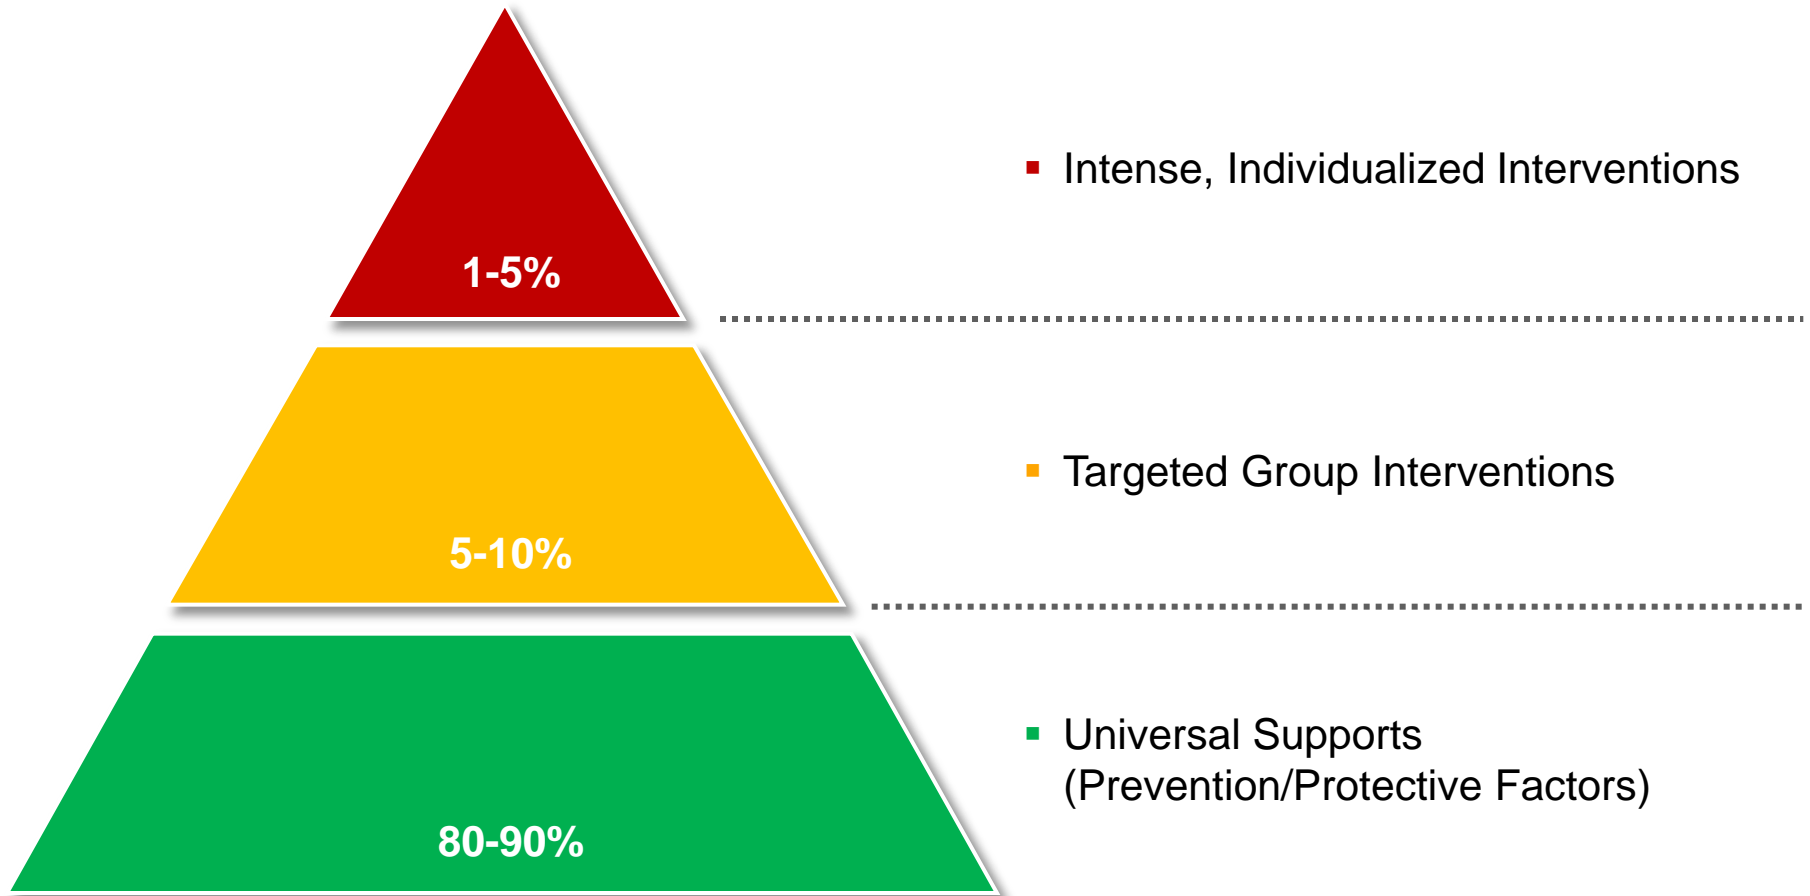 1-5%
▪ Intense, Individualized Interventions
5-10%
▪ Targeted Group Interventions
80-90%
▪ Universal Supports
(Prevention/Protective Factors)